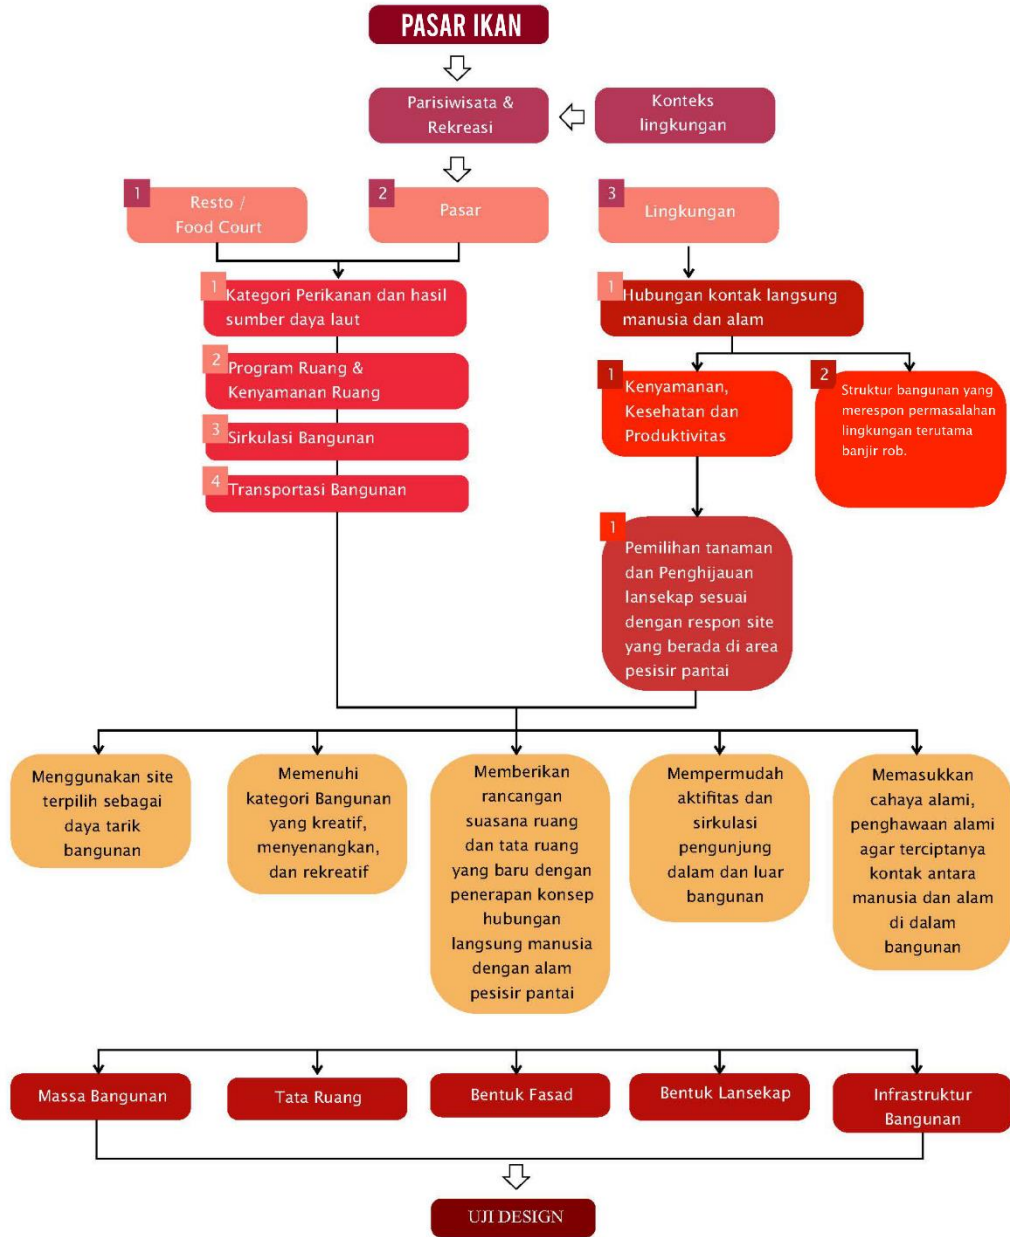 PASAR IKAN
Parisiwisata &
Rekreasi
Konteks
lingkungan
1
Resto /
Food Court
2
Pasar
3
Lingkungan
1
Kategori Perikanan dan hasil
sumber daya laut
2
Program Ruang &
Kenyamanan Ruang
3
Sirkulasi Bangunan
4
Transportasi Bangunan
1
Hubungan kontak langsung
manusia dan alam
1
Kenyamanan,
Kesehatan dan
Produktivitas
2
Struktur bangunan yang
merespon permasalahan
lingkungan terutama
banjir rob.
1
Pemilihan tanaman
dan Penghijauan
lansekap sesuai
dengan respon site
yang berada di area
pesisir pantai
Menggunakan site
terpilih sebagai
daya tarik
bangunan
Memenuhi
kategori Bangunan
yang kreatif,
menyenangkan,
dan rekreatif
Memberikan
rancangan
suasana ruang
dan tata ruang
yang baru dengan
penerapan konsep
hubungan
langsung manusia
dengan alam
pesisir pantai
Mempermudah
aktifitas dan
sirkulasi
pengunjung
dalam dan luar
bangunan
Memasukkan
cahaya alami,
penghawaan alami
agar terciptanya
kontak antara
manusia dan alam
di dalam
bangunan
Massa Bangunan
Tata Ruang
Bentuk Fasad
Bentuk Lansekap
Infrastruktur
Bangunan
UJI DESIGN